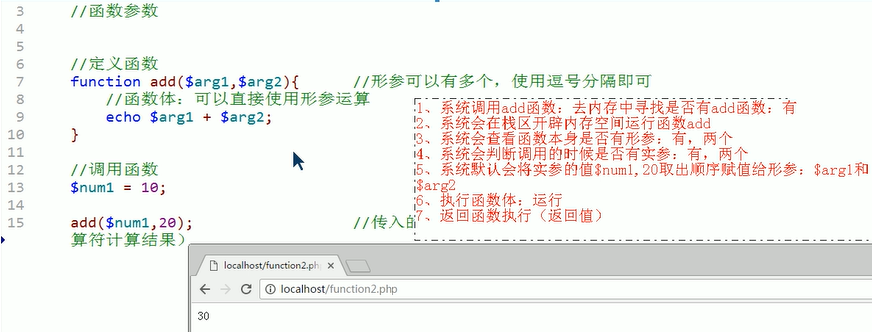 3 //函数参数
4
5
6 //定义函数
7 function add($arg1,$arg2){ //形参可以有多个，使用逗号分隔即可
8 //函数体：可以直接使用形参运算
9 echo $arg1 + $arg2;
10 }
11
12 //调用函数
13 $num1 = 10;
14
15 add($num1,20); //传入的
算符计算结果）
1、系统调用add函数：去内存中寻找是否有add函数：有
2、系统会在栈区开辟内存空间运行函数add
3、系统会查看函数本身是否有形参：有，两个
4、系统会判断调用的时候是否有实参：有，两个
5、系统默认会将实参的值$num1,20取出顺序赋值给形参：$arg1和
$arg2
6、执行函数体：运行
7、返回函数执行（返回值）
localhost/function2.ph
localhost/function2.php
30